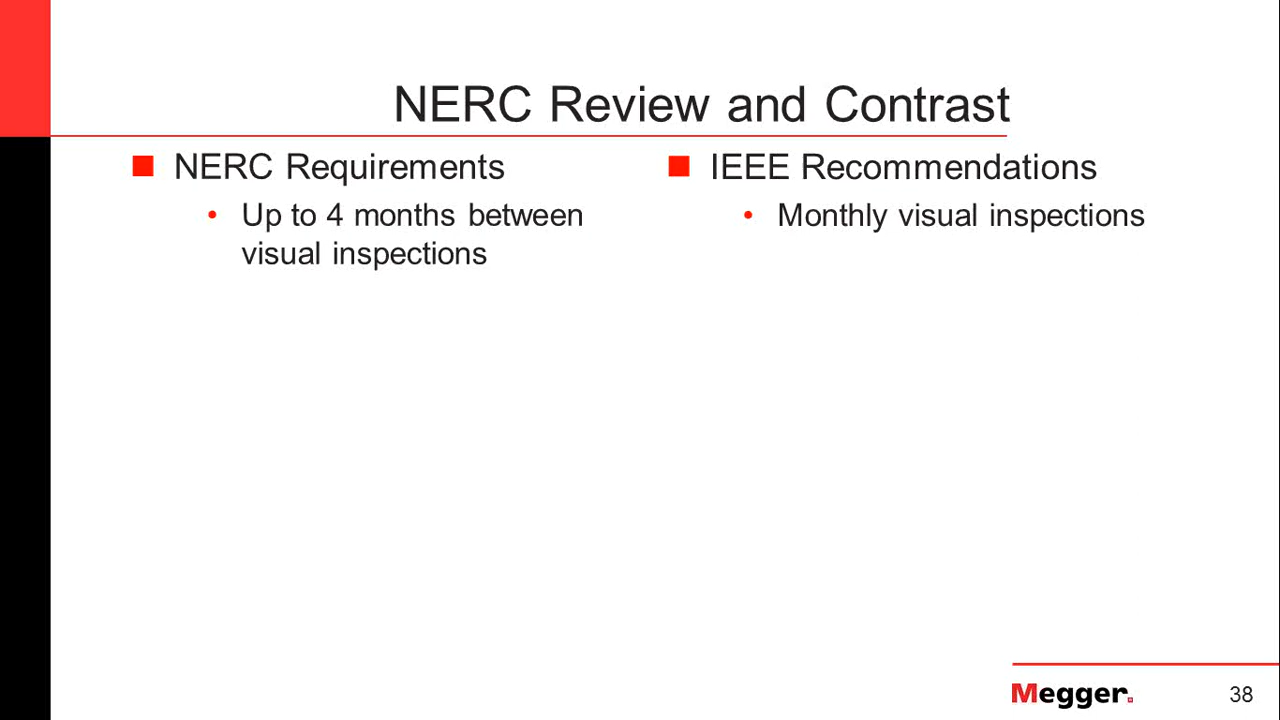 NERC Review and Contrast
NERC Requirements
• Up to 4 months between
visual inspections
IEEE Recommendations
• Monthly visual inspections
Megger.
38